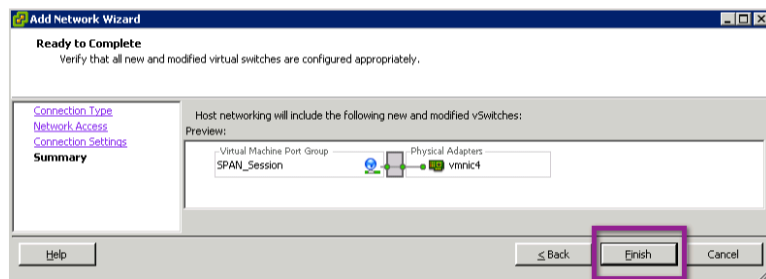 Add Network Wizard
Ready to Complete
Verify that all new and modified virtual switches are configured appropriately.
Connection Type
Network Access
Connection Settings
Summary
Host networking will include the following new and modified vSwitches:
Preview:
Virtual Machine Port Group
Physical Adapters
SPAN_Session
vmnic4
Help
≤ Back
Finish
Cancel